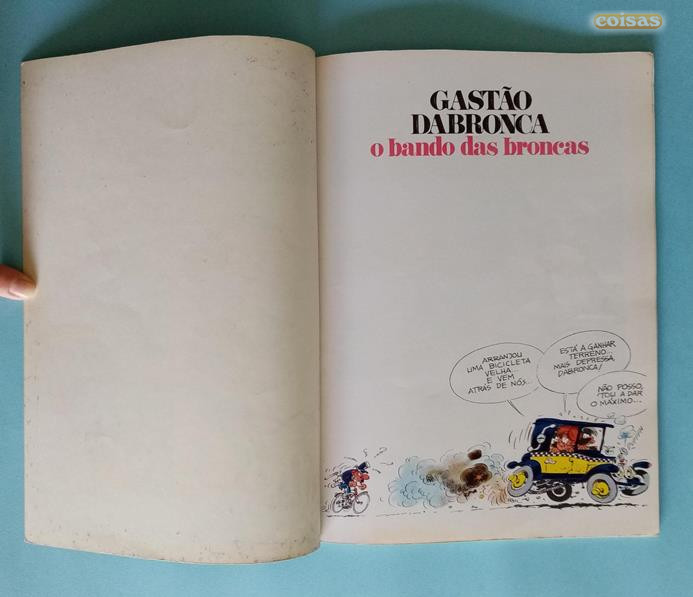 coisas
GASTÃO
DABRONCA
o bando das broncas
ARRANJOU
UMA BICICLETA
VELHA...
E VEM
ATRÁS DE NÓS...
ESTÁ A GANHAR
TERRENO...
MAIS DEPRESSA,
DABRONCA!
NÃO POSSO,
'TOU A DAR
O MÁXIMO...